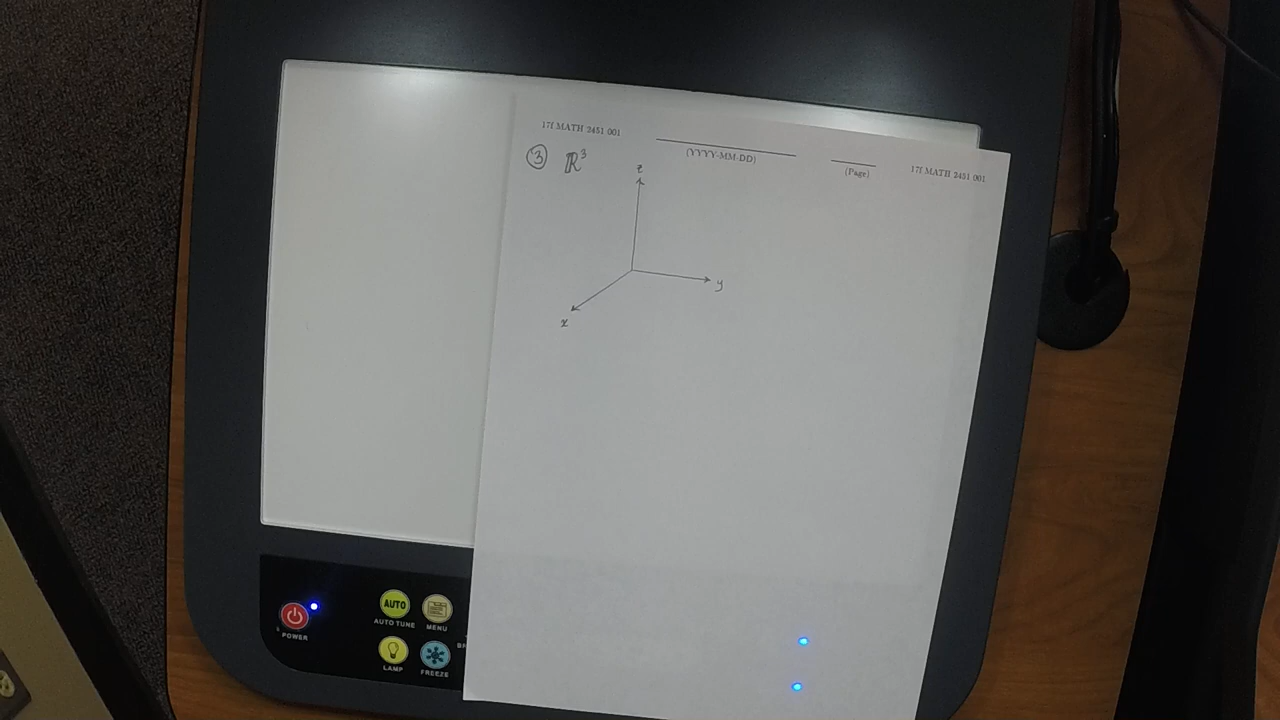 17f MATH 2451 001
(YYYY-MM-DD)
(Page)
17f MATH 2451 001
③ ℝ³
z
y
x
POWER
AUTO
AUTO TUNE
MENU
LAMP
FREEZE